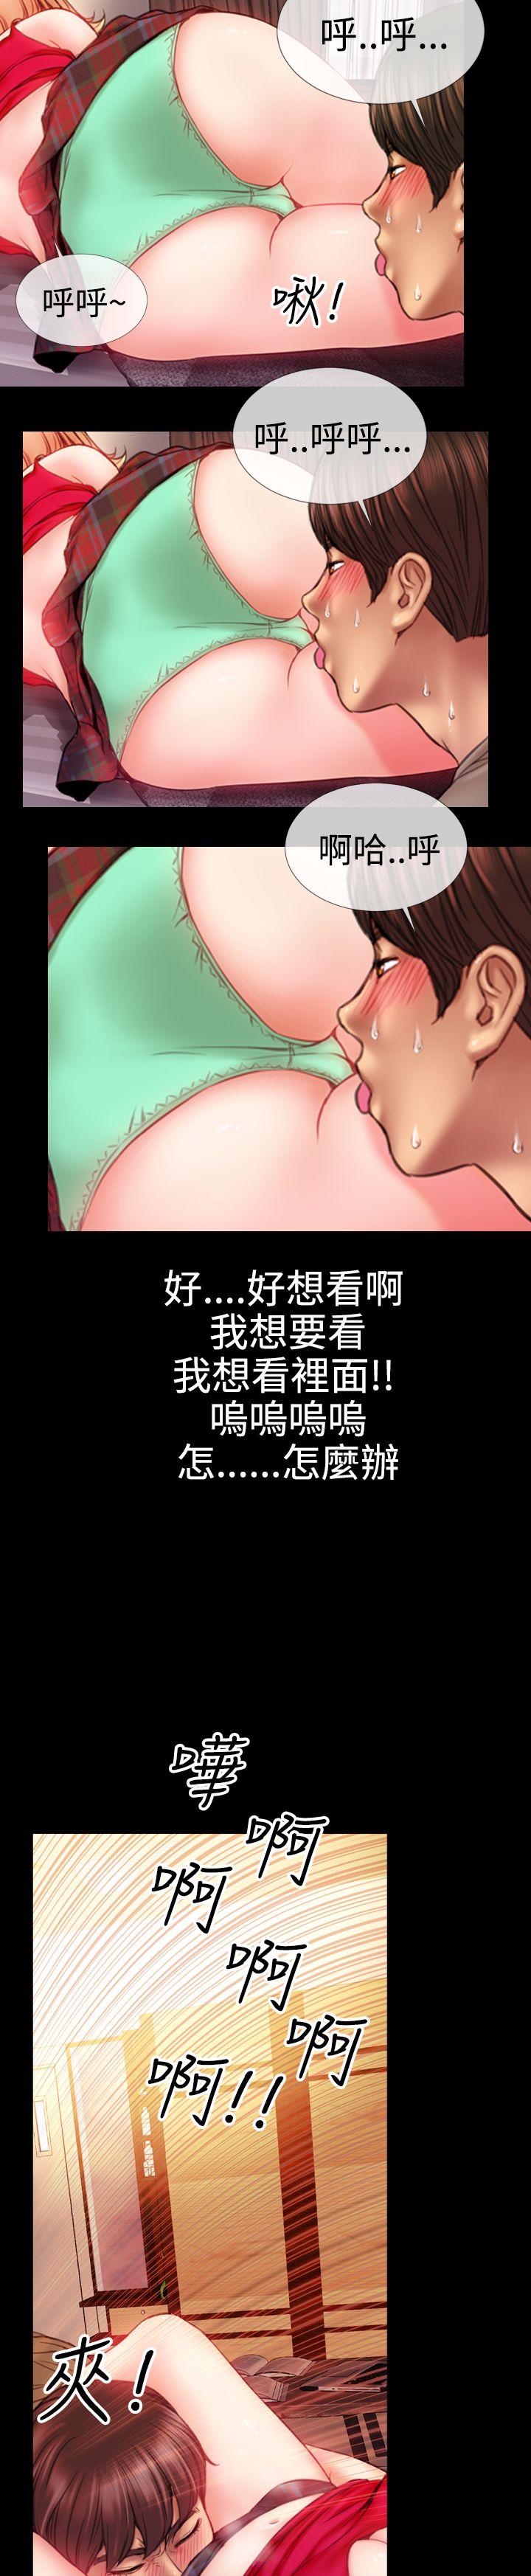 呼..呼...
呼呼~
啾!
呼..呼呼...
啊哈..呼
好....好想看啊
我想要看
我想看裡面!!
嗚嗚嗚嗚
怎......怎麼辦
嘩
啊
啊
啊
啊
啊!!
夾!